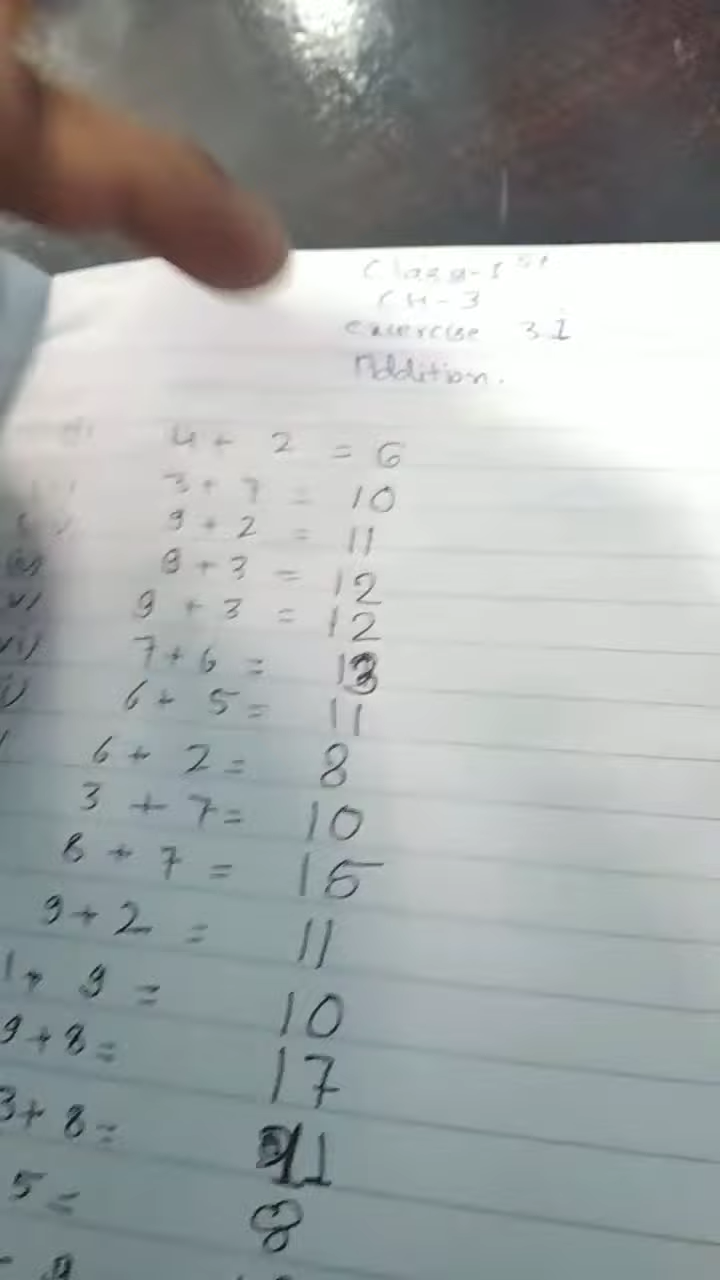 Class-1st
CH-3
exercise 3.1
Addition.
4 + 2 = 6
3 + 7 = 10
9 + 2 = 11
9 + 3 = 12
v) 9 + 3 = 12
vi) 7 + 6 = 13
6 + 5 = 11
6 + 2 = 8
3 + 7 = 10
8 + 7 = 15
9 + 2 = 11
1 + 9 = 10
9 + 8 = 17
3 + 8 = 11
5 = 8